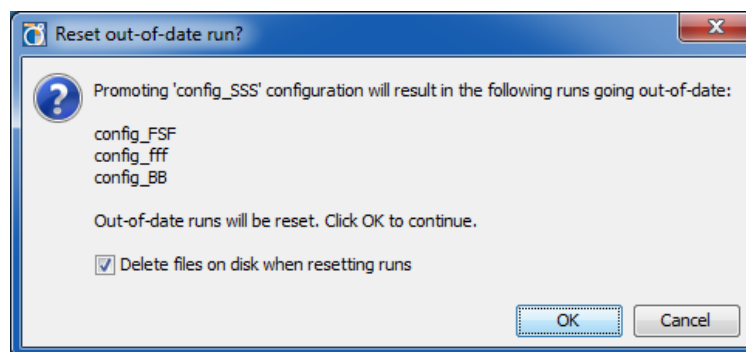 Reset out-of-date run?
Promoting 'config_SSS' configuration will result in the following runs going out-of-date:
config_FSF
config_fff
config_BB
Out-of-date runs will be reset. Click OK to continue.
Delete files on disk when resetting runs
OK
Cancel